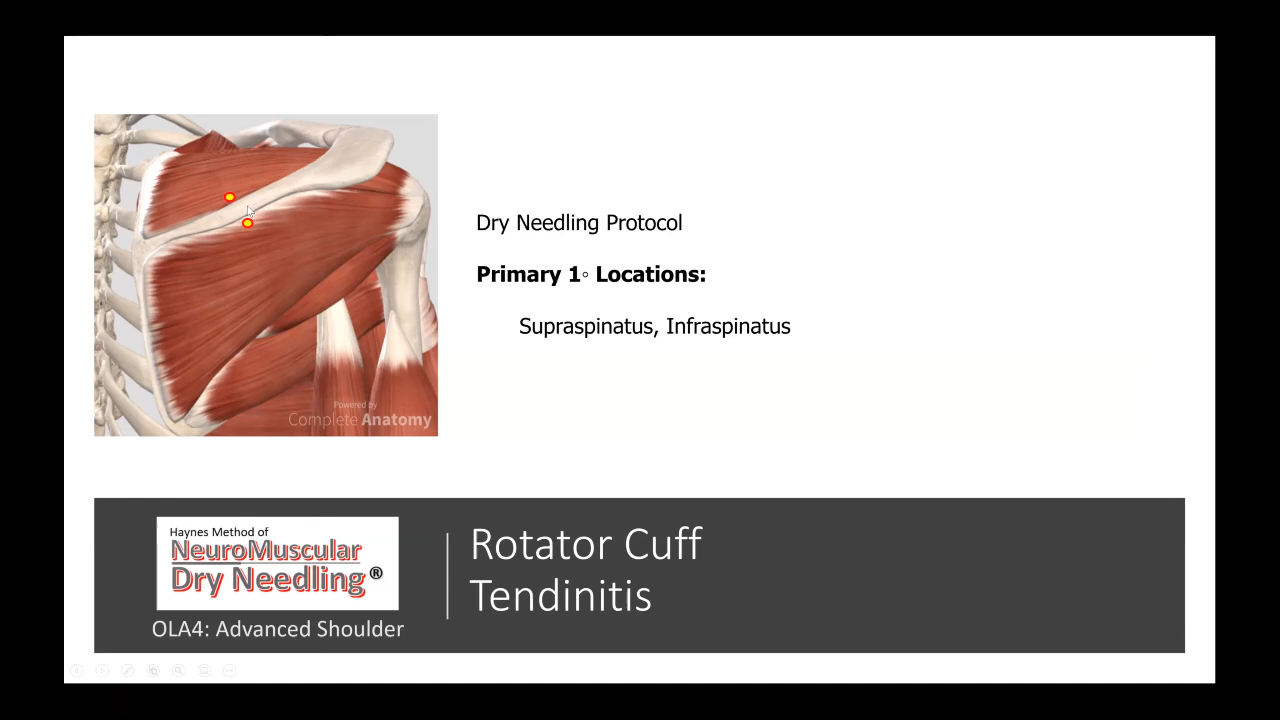 Powered by
Complete Anatomy
Dry Needling Protocol
Primary 1◦ Locations:
Supraspinatus, Infraspinatus
Haynes Method of
NeuroMuscular
Dry Needling®
OLA4: Advanced Shoulder
Rotator Cuff
Tendinitis